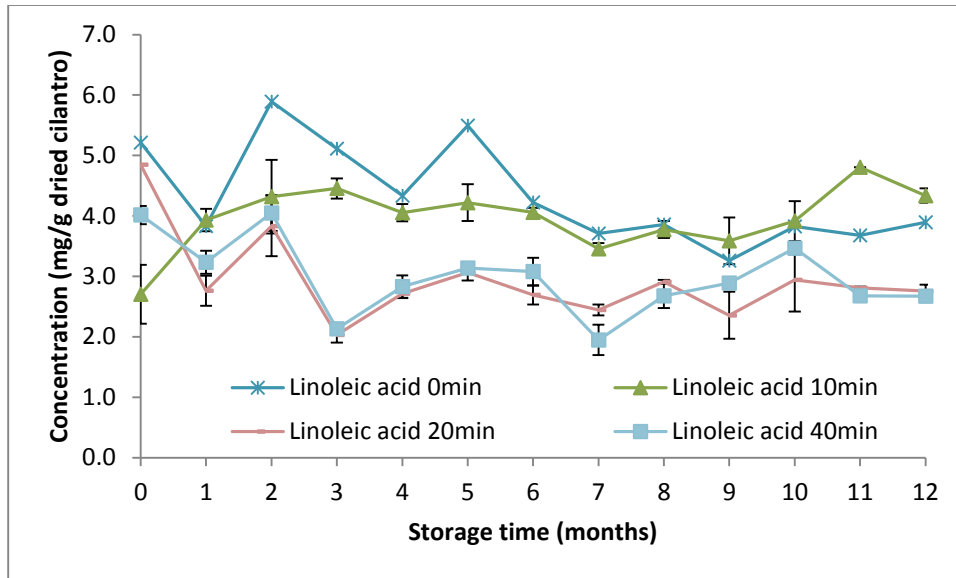 7.0
6.0
5.0
4.0
3.0
2.0
1.0
0.0
Concentration (mg/g dried cilantro)
Linoleic acid 0min Linoleic acid 10min
Linoleic acid 20min Linoleic acid 40min
0 1 2 3 4 5 6 7 8 9 10 11 12
Storage time (months)